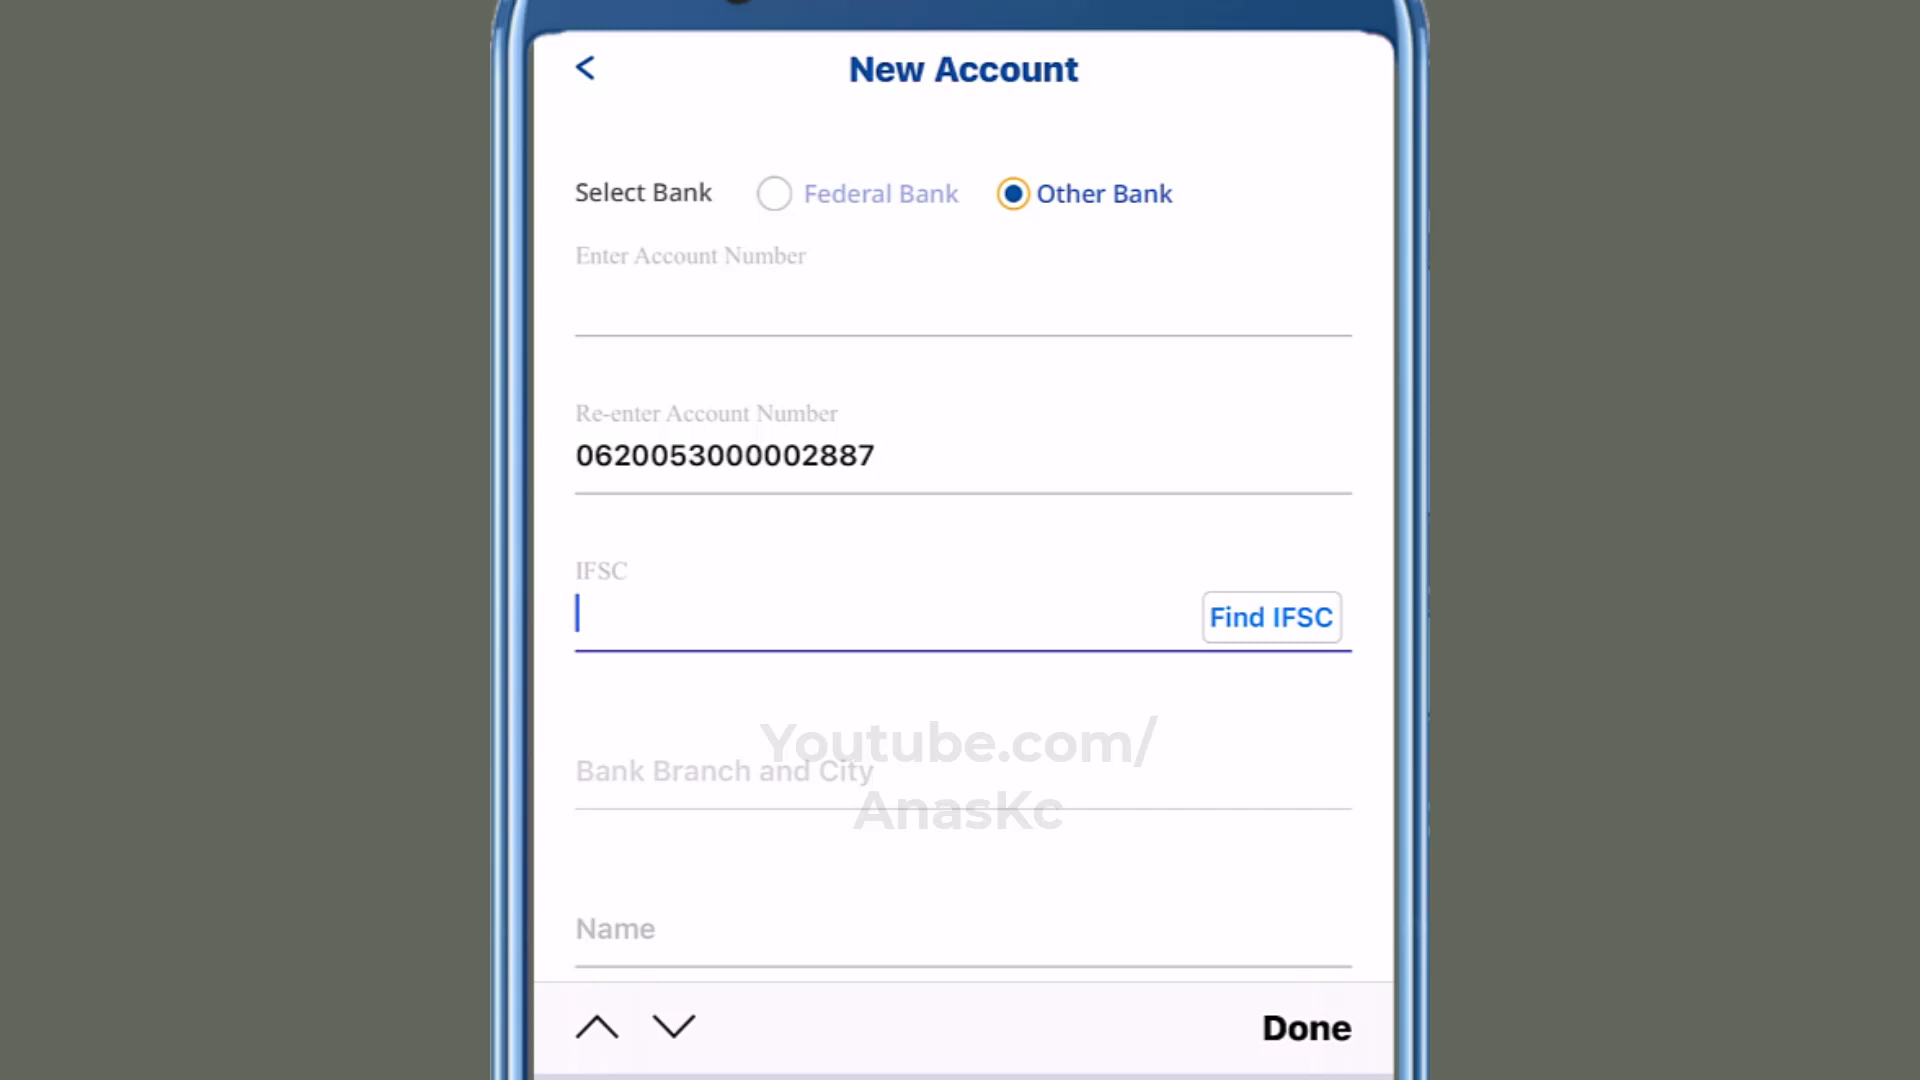 New Account
Select Bank Federal Bank Other Bank
Enter Account Number
Re-enter Account Number
0620053000002887
IFSC
Find IFSC
Youtube.com/
Bank Branch and City
AnasKc
Name
Done